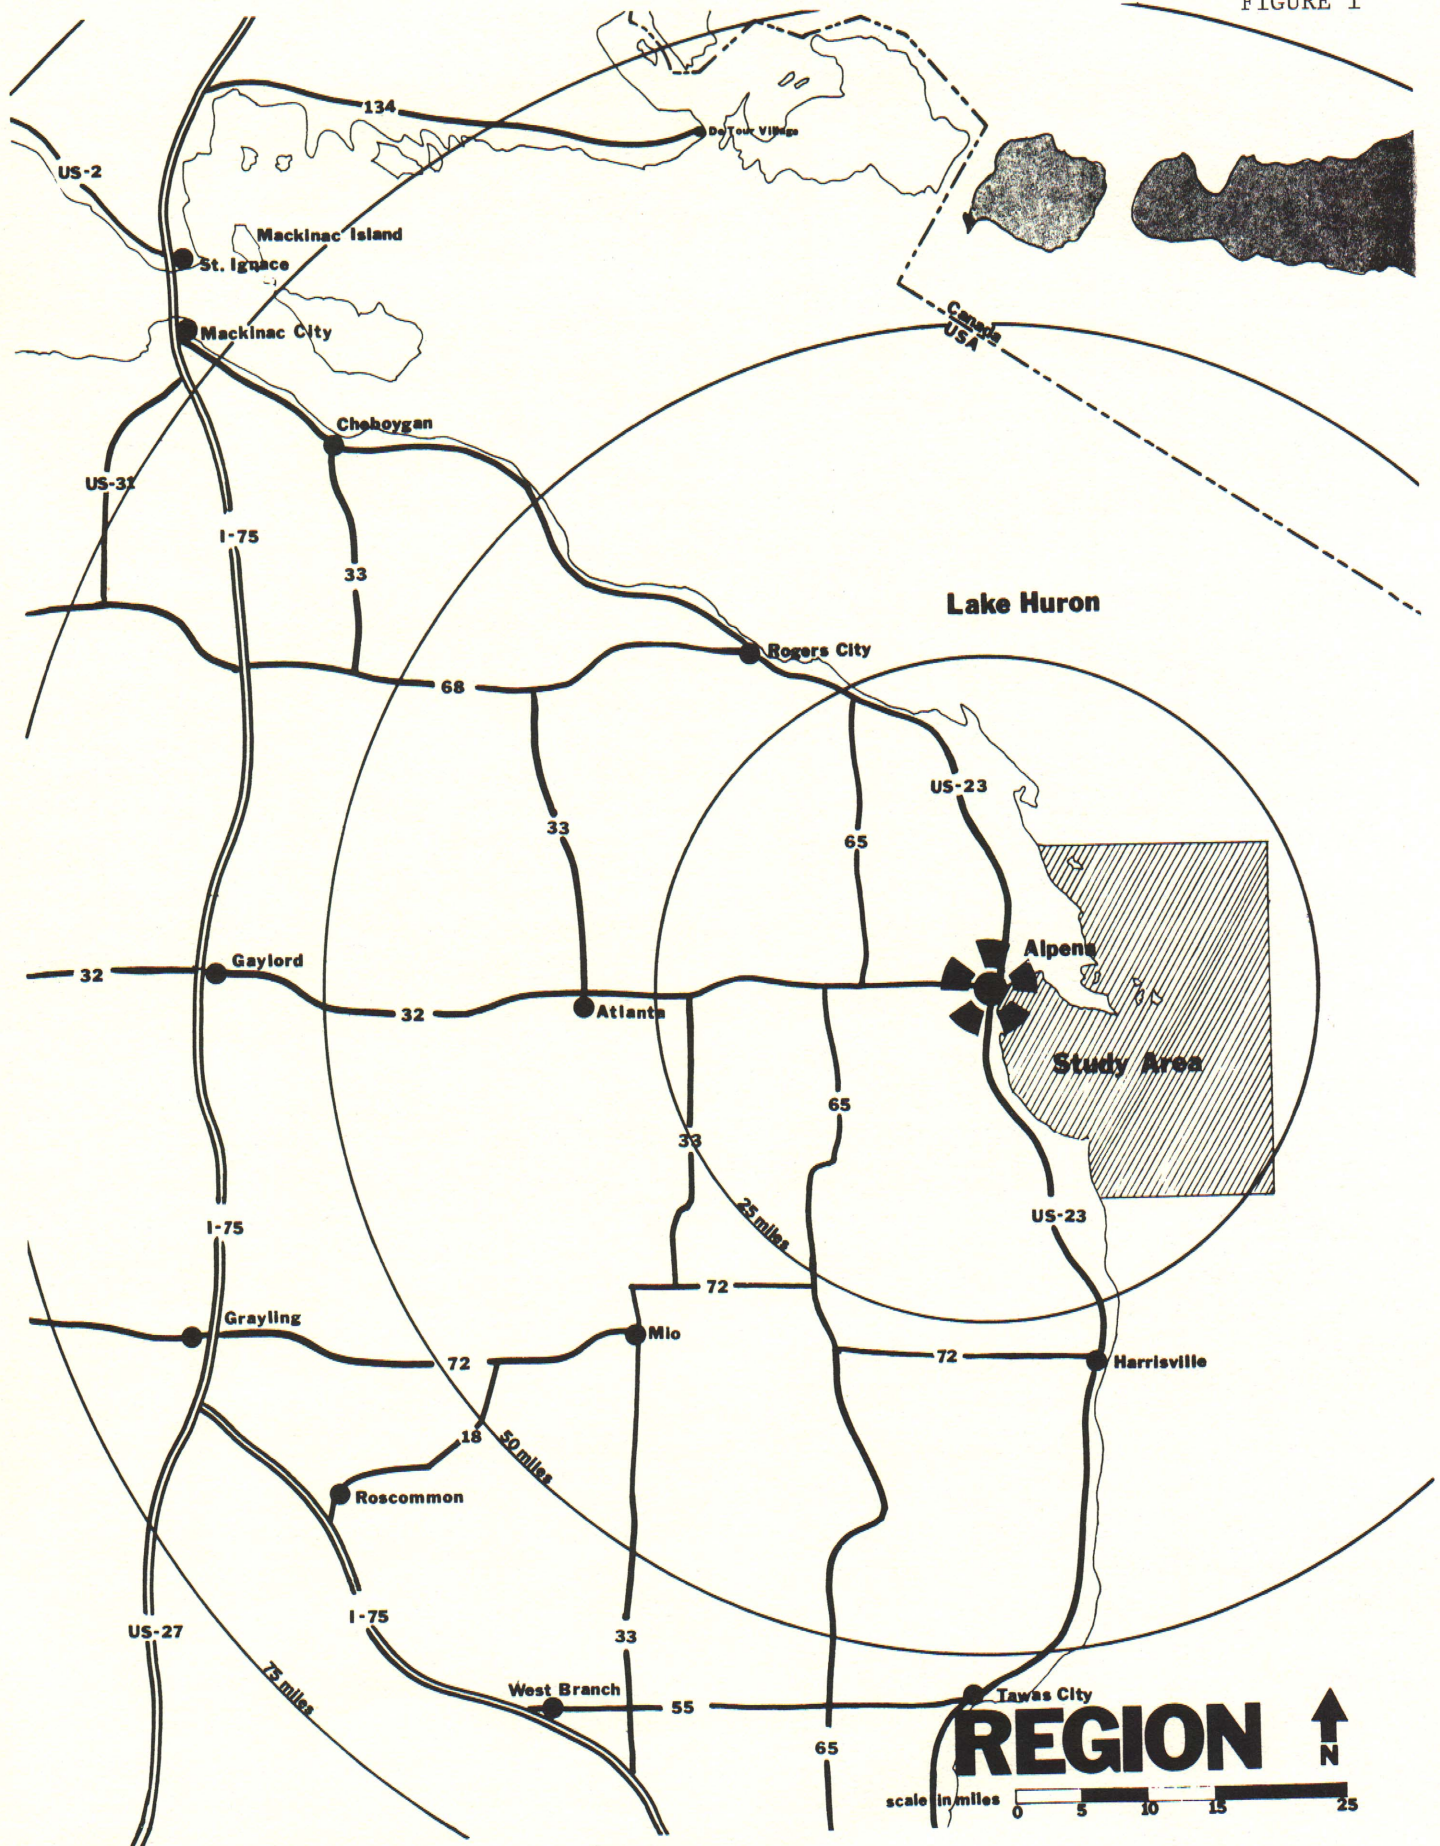 FIGURE 1
134
De Tour Village
US-2
Mackinac Island
St. Ignace
Mackinac City
Canada
USA
Cheboygan
US-31
I-75
33
Lake Huron
Rogers City
68
US-23
33
65
Alpena
Gaylord
32
32
Atlanta
Study Area
65
33
25 miles
US-23
I-75
72
Grayling
Mio
72
72
Harrisville
18
50 miles
Roscommon
I-75
US-27
33
75 miles
West Branch
55
Tawas City
REGION
65
N
scale in miles
0 5 10 15 25